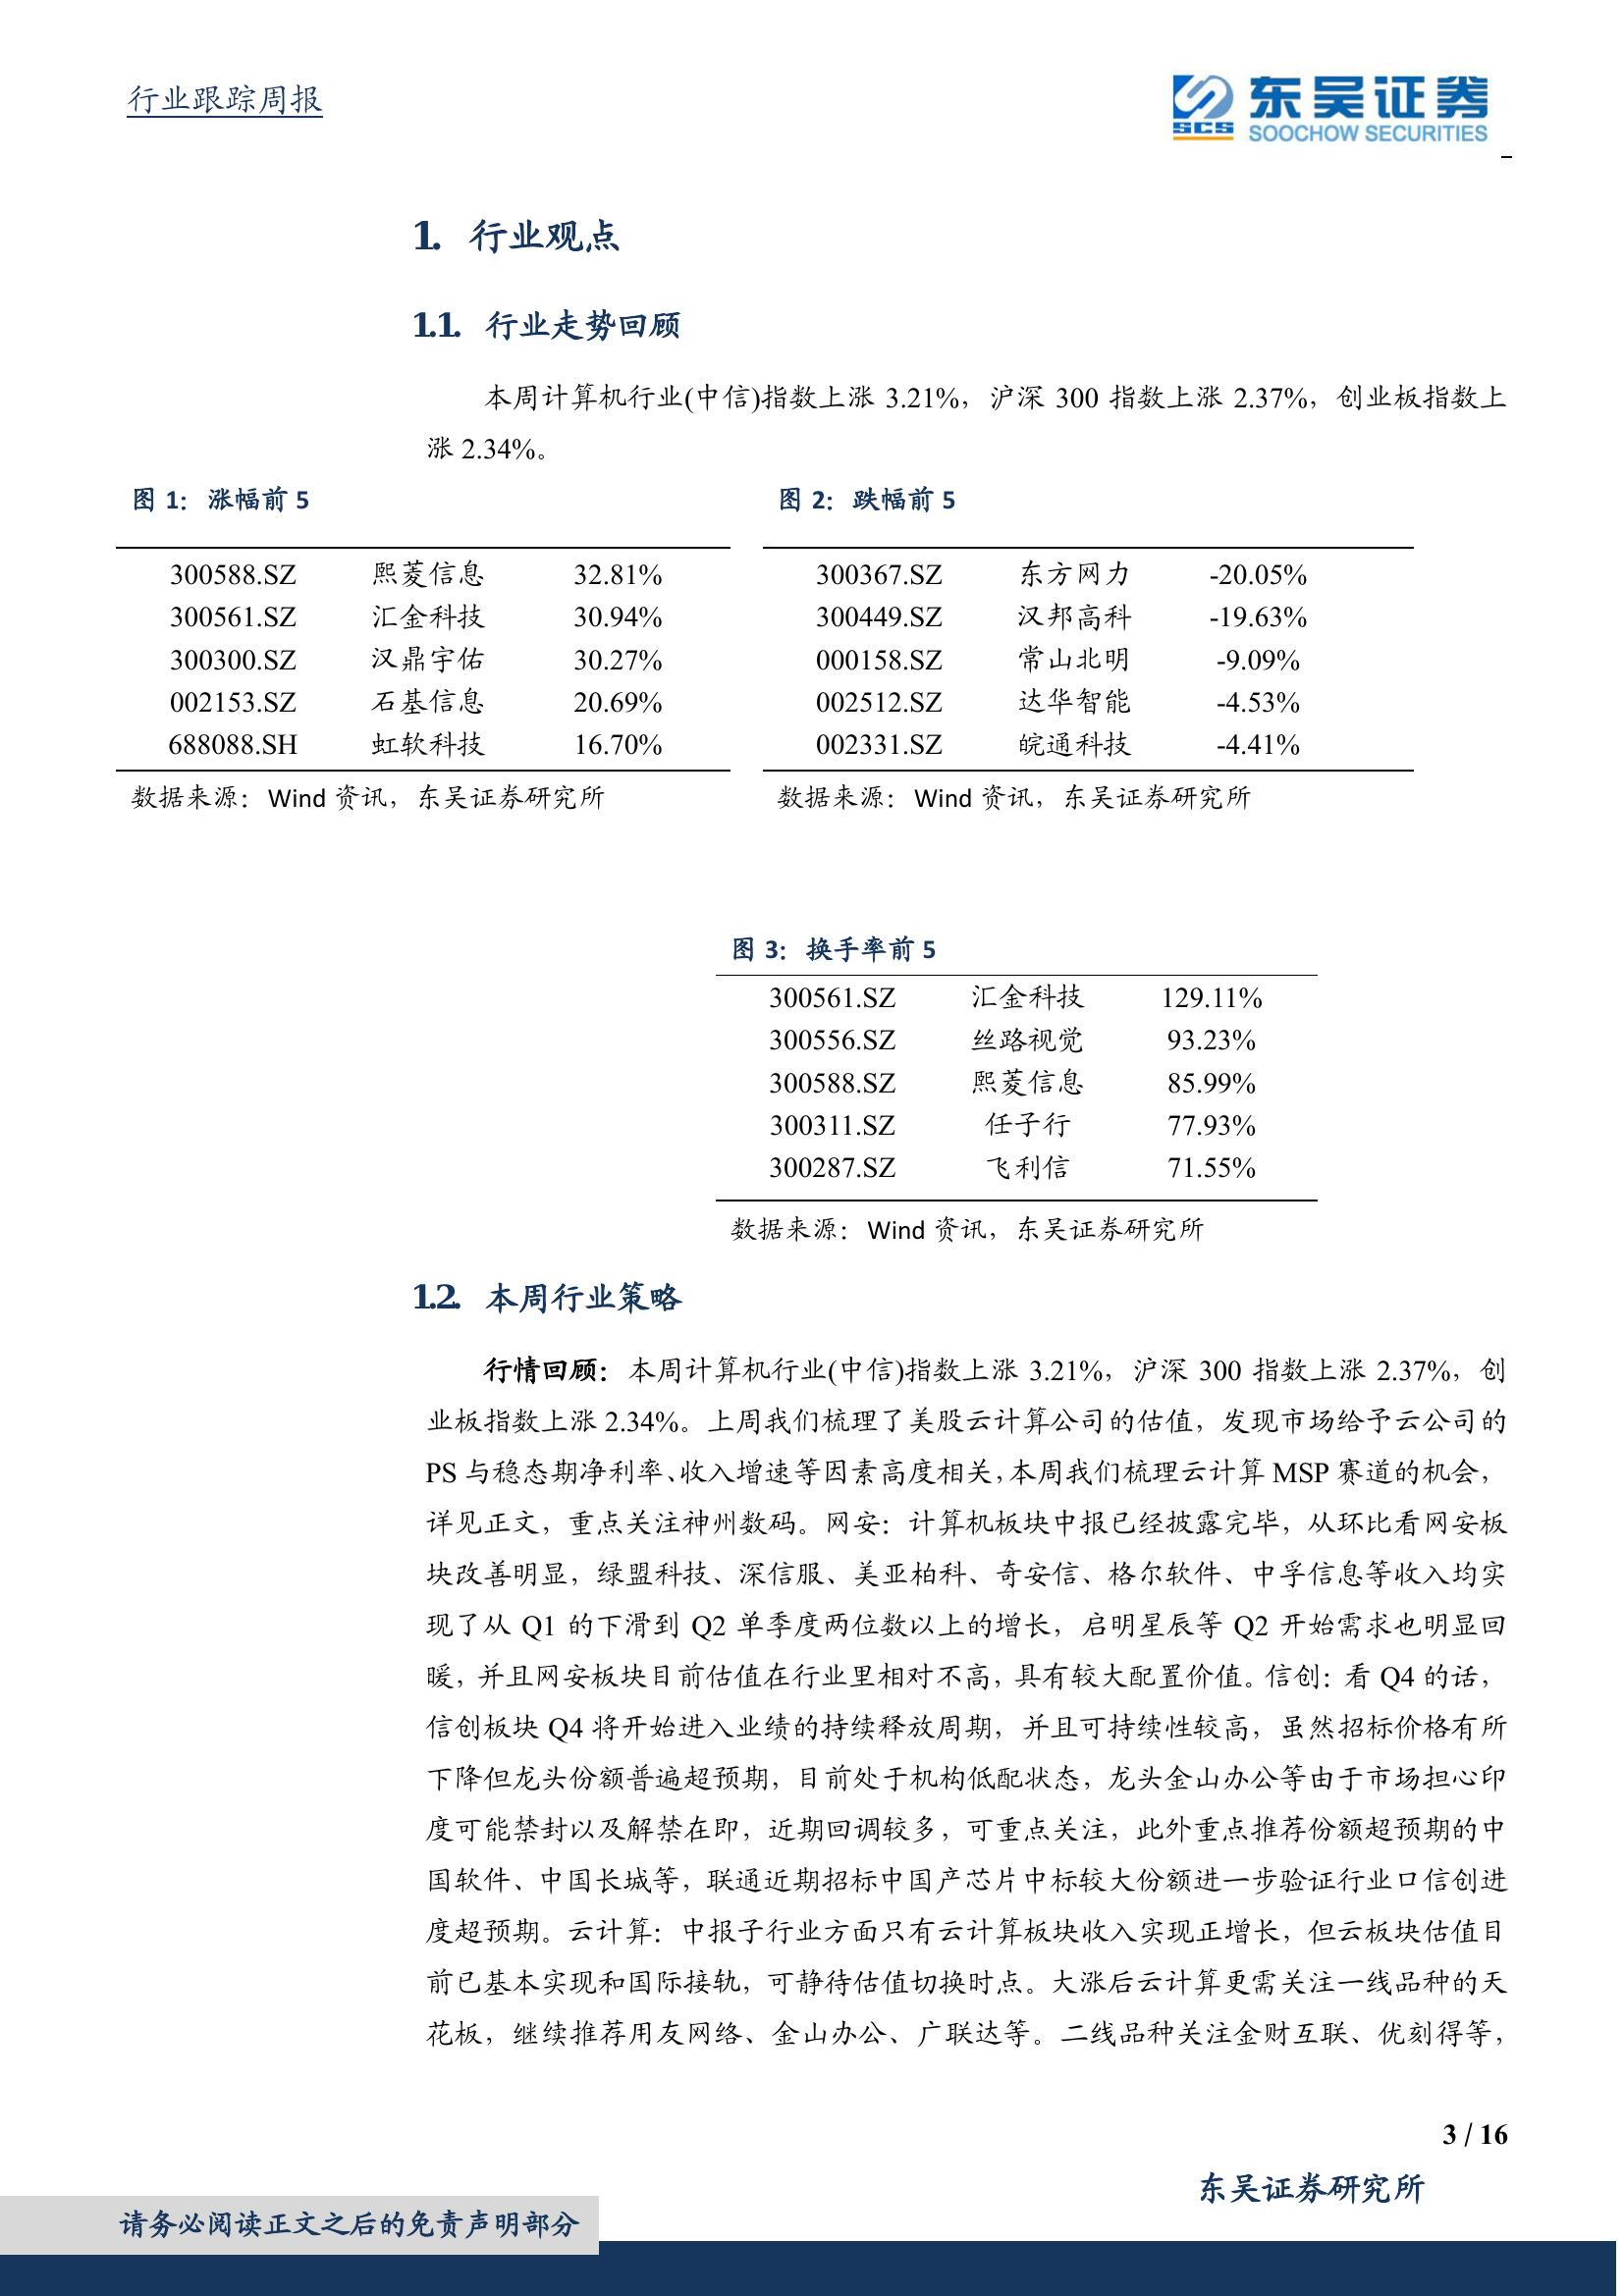 行业跟踪周报
东吴证券
SCS
SOOCHOW SECURITIES
1. 行业观点
1.1. 行业走势回顾
本周计算机行业(中信)指数上涨 3.21%，沪深 300 指数上涨 2.37%，创业板指数上
涨 2.34%。
图 1：涨幅前 5
300588.SZ 熙菱信息 32.81%
300561.SZ 汇金科技 30.94%
300300.SZ 汉鼎宇佑 30.27%
002153.SZ 石基信息 20.69%
688088.SH 虹软科技 16.70%
数据来源：Wind 资讯，东吴证券研究所
图 2：跌幅前 5
300367.SZ 东方网力 -20.05%
300449.SZ 汉邦高科 -19.63%
000158.SZ 常山北明 -9.09%
002512.SZ 达华智能 -4.53%
002331.SZ 皖通科技 -4.41%
数据来源：Wind 资讯，东吴证券研究所
图 3：换手率前 5
300561.SZ 汇金科技 129.11%
300556.SZ 丝路视觉 93.23%
300588.SZ 熙菱信息 85.99%
300311.SZ 任子行 77.93%
300287.SZ 飞利信 71.55%
数据来源：Wind 资讯，东吴证券研究所
1.2. 本周行业策略
行情回顾：本周计算机行业(中信)指数上涨 3.21%，沪深 300 指数上涨 2.37%，创
业板指数上涨 2.34%。上周我们梳理了美股云计算公司的估值，发现市场给予云公司的
PS 与稳态期净利率、收入增速等因素高度相关，本周我们梳理云计算 MSP 赛道的机会，
详见正文，重点关注神州数码。网安：计算机板块中报已经披露完毕，从环比看网安板
块改善明显，绿盟科技、深信服、美亚柏科、奇安信、格尔软件、中孚信息等收入均实
现了从 Q1 的下滑到 Q2 单季度两位数以上的增长，启明星辰等 Q2 开始需求也明显回
暖，并且网安板块目前估值在行业里相对不高，具有较大配置价值。信创：看 Q4 的话，
信创板块 Q4 将开始进入业绩的持续释放周期，并且可持续性较高，虽然招标价格有所
下降但龙头份额普遍超预期，目前处于机构低配状态，龙头金山办公等由于市场担心印
度可能禁封以及解禁在即，近期回调较多，可重点关注，此外重点推荐份额超预期的中
国软件、中国长城等，联通近期招标中国产芯片中标较大份额进一步验证行业口信创进
度超预期。云计算：中报子行业方面只有云计算板块收入实现正增长，但云板块估值目
前已基本实现和国际接轨，可静待估值切换时点。大涨后云计算更需关注一线品种的天
花板，继续推荐用友网络、金山办公、广联达等。二线品种关注金财互联、优刻得等，
3 / 16
东吴证券研究所
请务必阅读正文之后的免责声明部分